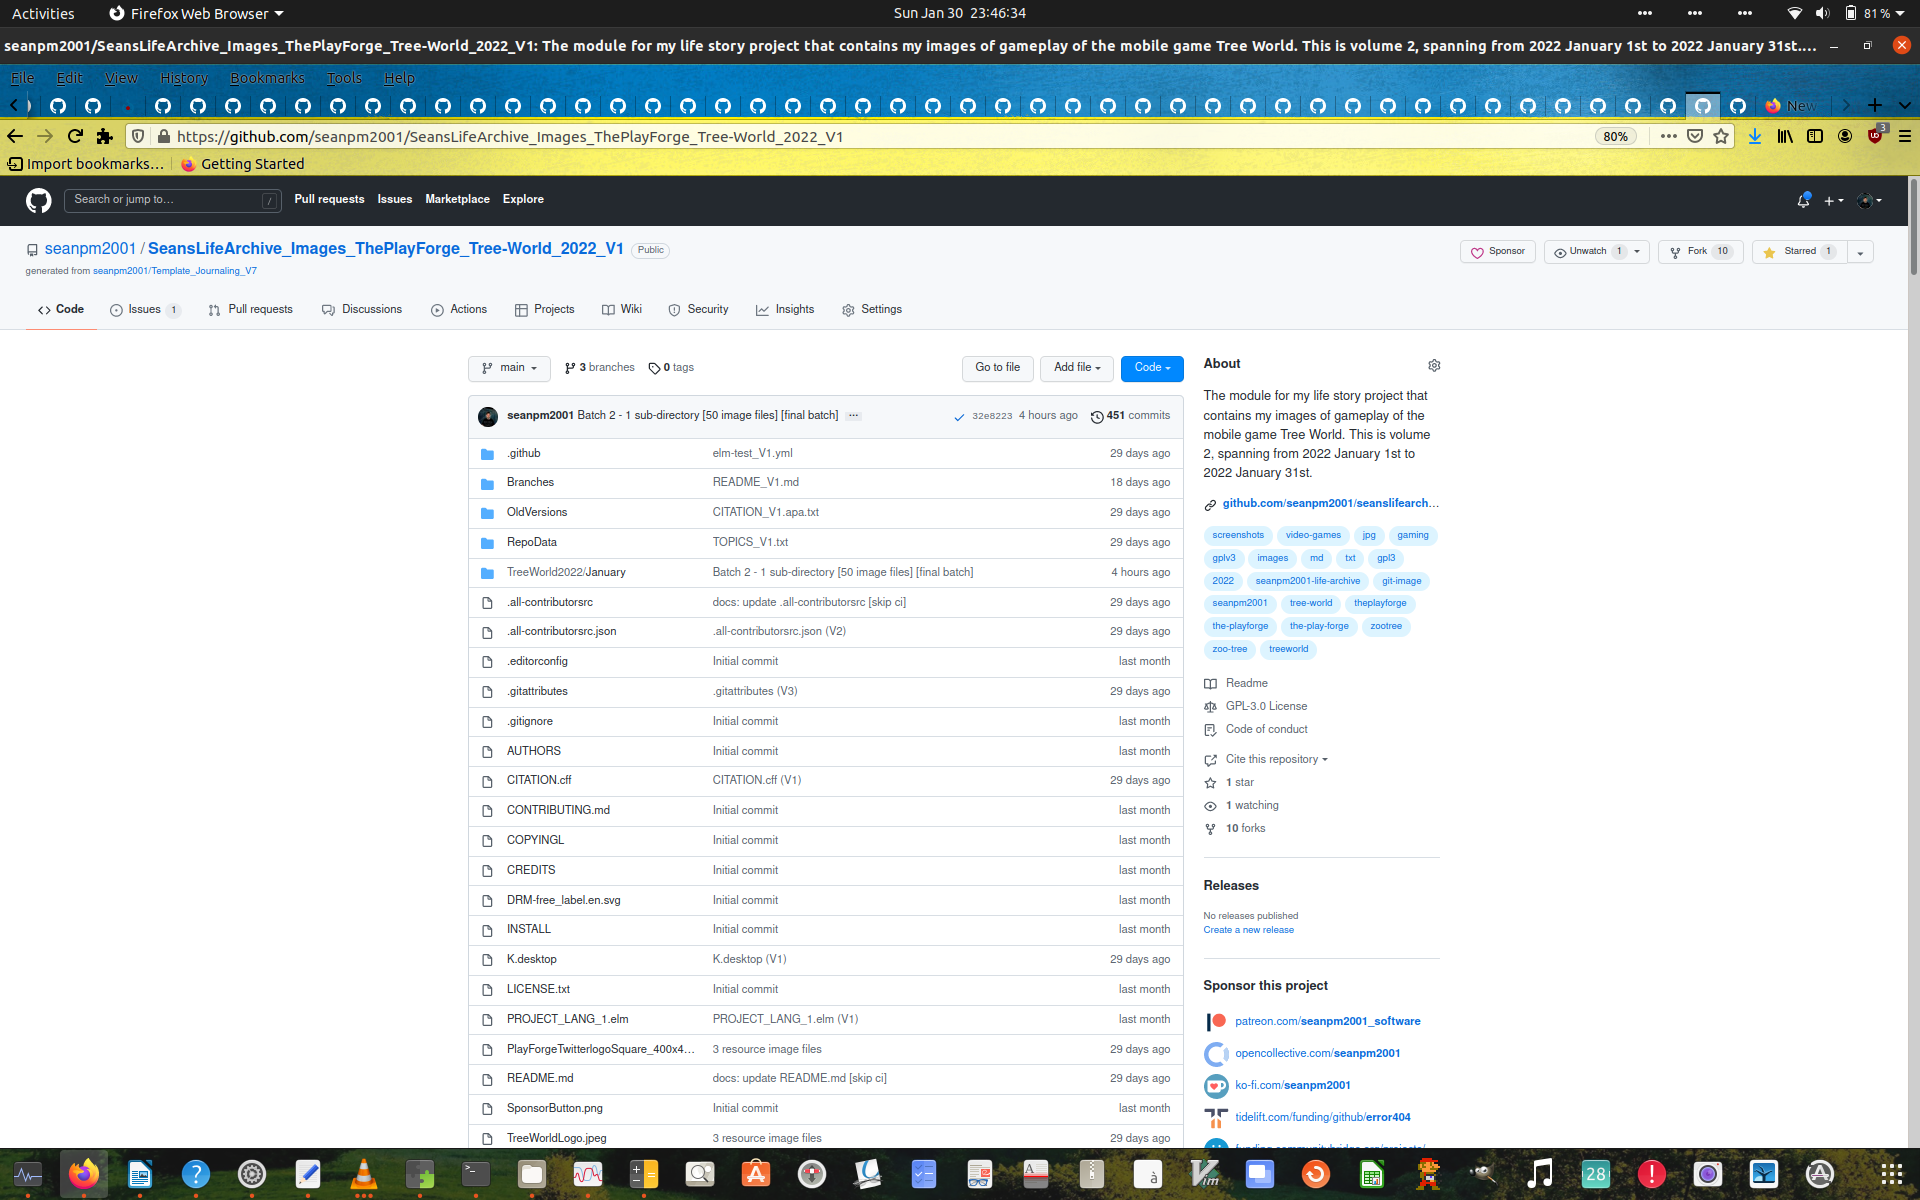 Activities
Firefox Web Browser
Sun Jan 30 23:46:34
81 %
seanpm2001/SeansLifeArchive_Images_ThePlayForge_Tree-World_2022_V1: The module for my life story project that contains my images of gameplay of the mobile game Tree World. This is volume 2, spanning from 2022 January 1st to 2022 January 31st....
File Edit View History Bookmarks Tools Help
New
https://github.com/seanpm2001/SeansLifeArchive_Images_ThePlayForge_Tree-World_2022_V1
80%
3
Import bookmarks...
Getting Started
Search or jump to...
/
Pull requests Issues Marketplace Explore
seanpm2001 / SeansLifeArchive_Images_ThePlayForge_Tree-World_2022_V1 Public
generated from seanpm2001/Template_Journaling_V7
Sponsor
Unwatch 1
Fork 10
Starred 1
Code
Issues 1
Pull requests
Discussions
Actions
Projects
Wiki
Security
Insights
Settings
main
3 branches
0 tags
Go to file
Add file
Code
seanpm2001 Batch 2 - 1 sub-directory [50 image files] [final batch] ...
32e8223 4 hours ago 451 commits
.github elm-test_V1.yml 29 days ago
Branches README_V1.md 18 days ago
OldVersions CITATION_V1.apa.txt 29 days ago
RepoData TOPICS_V1.txt 29 days ago
TreeWorld2022/January Batch 2 - 1 sub-directory [50 image files] [final batch] 4 hours ago
.all-contributorsrc docs: update .all-contributorsrc [skip ci] 29 days ago
.all-contributorsrc.json .all-contributorsrc.json (V2) 29 days ago
.editorconfig Initial commit last month
.gitattributes .gitattributes (V3) 29 days ago
.gitignore Initial commit last month
AUTHORS Initial commit last month
CITATION.cff CITATION.cff (V1) 29 days ago
CONTRIBUTING.md Initial commit last month
COPYINGL Initial commit last month
CREDITS Initial commit last month
DRM-free_label.en.svg Initial commit last month
INSTALL Initial commit last month
K.desktop K.desktop (V1) 29 days ago
LICENSE.txt Initial commit last month
PROJECT_LANG_1.elm PROJECT_LANG_1.elm (V1) last month
PlayForgeTwitterlogoSquare_400x4... 3 resource image files 29 days ago
README.md docs: update README.md [skip ci] 29 days ago
SponsorButton.png Initial commit last month
TreeWorldLogo.jpeg 3 resource image files 29 days ago
About
The module for my life story project that
contains my images of gameplay of the
mobile game Tree World. This is volume
2, spanning from 2022 January 1st to
2022 January 31st.
github.com/seanpm2001/seanslifearch...
screenshots video-games jpg gaming
gplv3 images md txt gpl3
2022 seanpm2001-life-archive git-image
seanpm2001 tree-world theplayforge
the-playforge the-play-forge zootree
zoo-tree treeworld
Readme
GPL-3.0 License
Code of conduct
Cite this repository
1 star
1 watching
10 forks
Releases
No releases published
Create a new release
Sponsor this project
patreon.com/seanpm2001_software
opencollective.com/seanpm2001
ko-fi.com/seanpm2001
tidelift.com/funding/github/error404
28